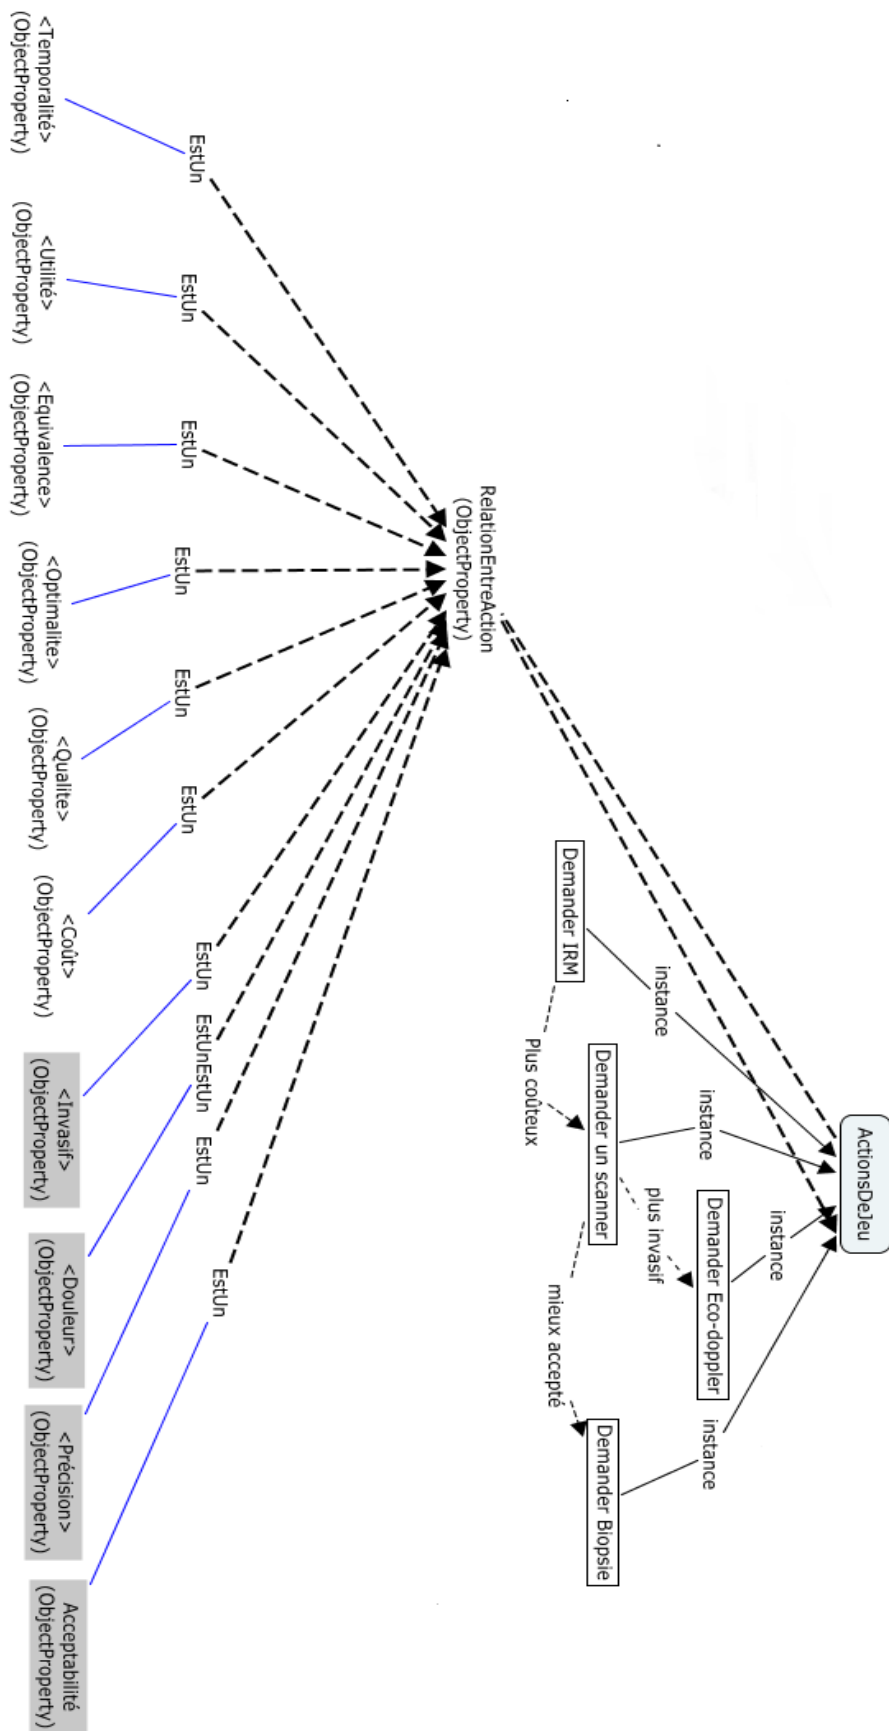 ActionsDeJeu
instance
instance
instance
instance
Demander IRM
Demander un scanner
Demander Eco-doppler
Demander Biopsie
Plus coûteux
plus invasif
mieux accepté
RelationEntreAction
(ObjectProperty)
EstUn
EstUn
EstUn
EstUn
EstUn
EstUn
EstUn
EstUnEstUn
EstUn
EstUn
<Temporalité>
(ObjectProperty)
<Utilité>
(ObjectProperty)
<Equivalence>
(ObjectProperty)
<Optimalite>
(ObjectProperty)
<Qualite>
(ObjectProperty)
<Coût>
(ObjectProperty)
<Invasif>
(ObjectProperty)
<Douleur>
(ObjectProperty)
<Précision>
(ObjectProperty)
Acceptabilité
(ObjectProperty)